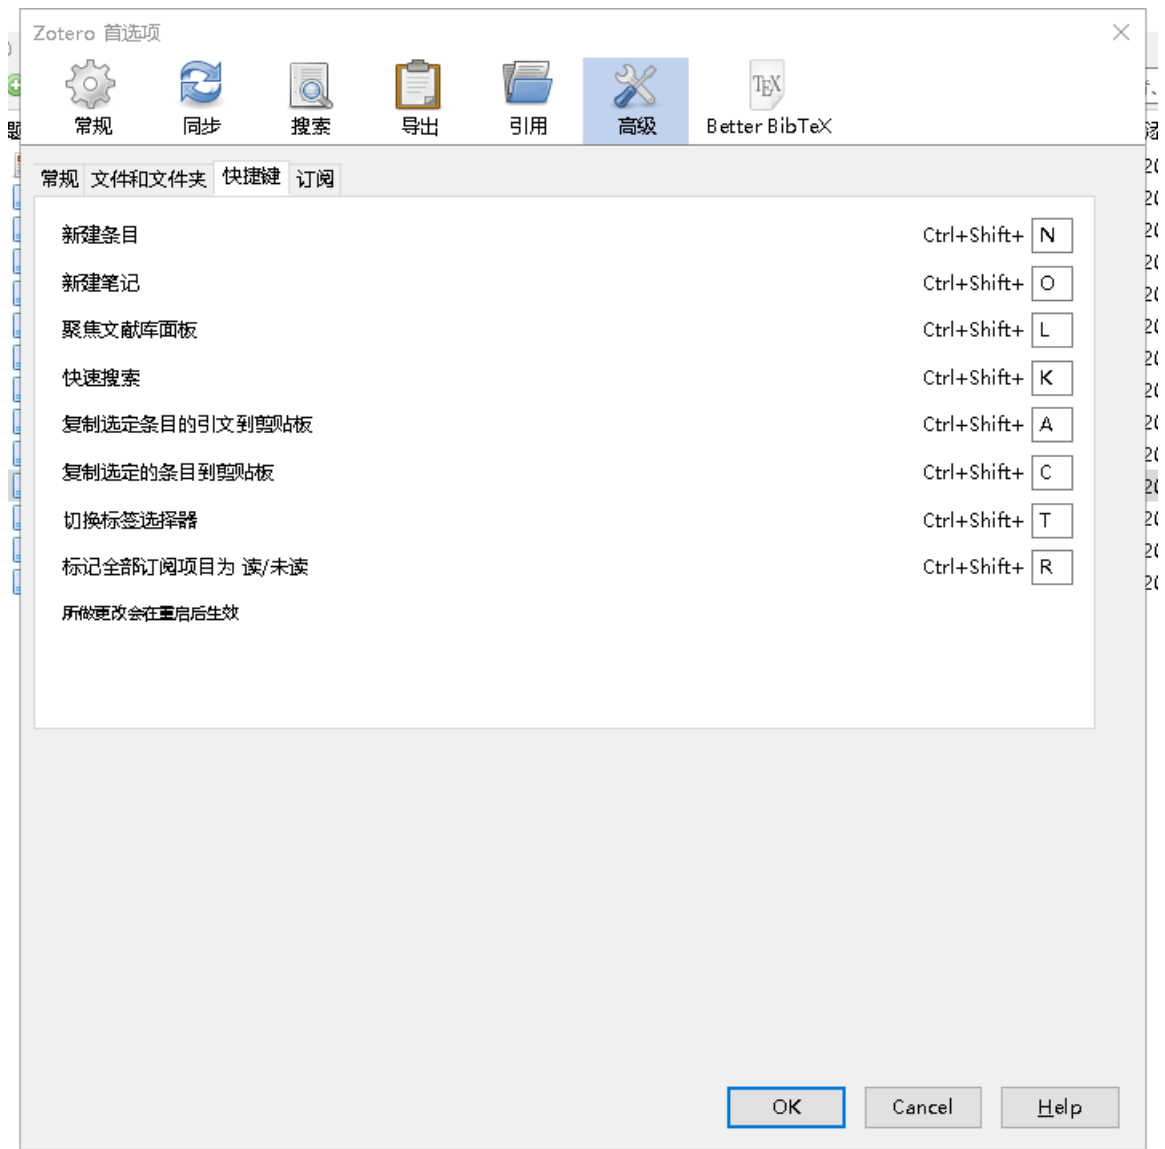 Zotero 首选项
常规 同步 搜索 导出 引用 高级 TEX Better BibTeX
常规 文件和文件夹 快捷键 订阅
新建条目 Ctrl+Shift+ N
新建笔记 Ctrl+Shift+ O
聚焦文献库面板 Ctrl+Shift+ L
快速搜索 Ctrl+Shift+ K
复制选定条目的引文到剪贴板 Ctrl+Shift+ A
复制选定的条目到剪贴板 Ctrl+Shift+ C
切换标签选择器 Ctrl+Shift+ T
标记全部订阅项目为 读/未读 Ctrl+Shift+ R
所做更改会在重启后生效
OK Cancel Help